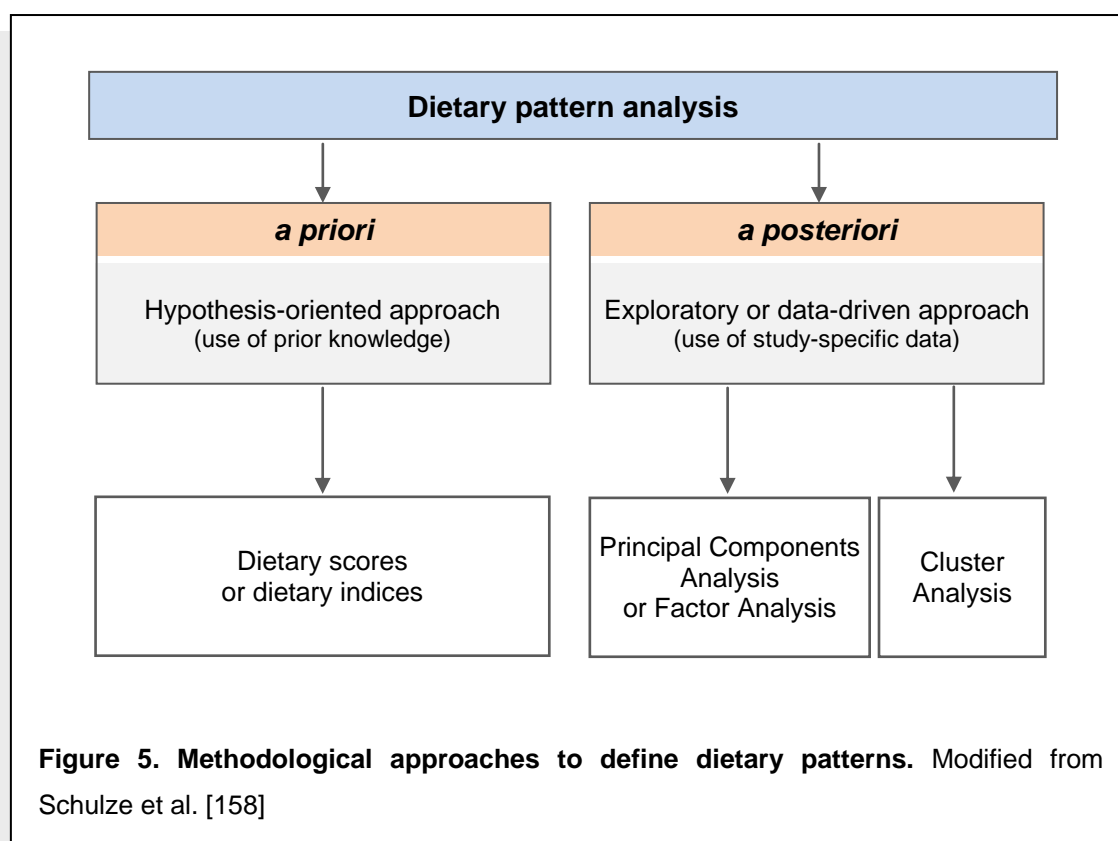 Dietary pattern analysis
a priori
Hypothesis-oriented approach
(use of prior knowledge)
a posteriori
Exploratory or data-driven approach
(use of study-specific data)
Dietary scores
or dietary indices
Principal Components
Analysis
or Factor Analysis
Cluster
Analysis
Figure 5. Methodological approaches to define dietary patterns. Modified from
Schulze et al. [158]